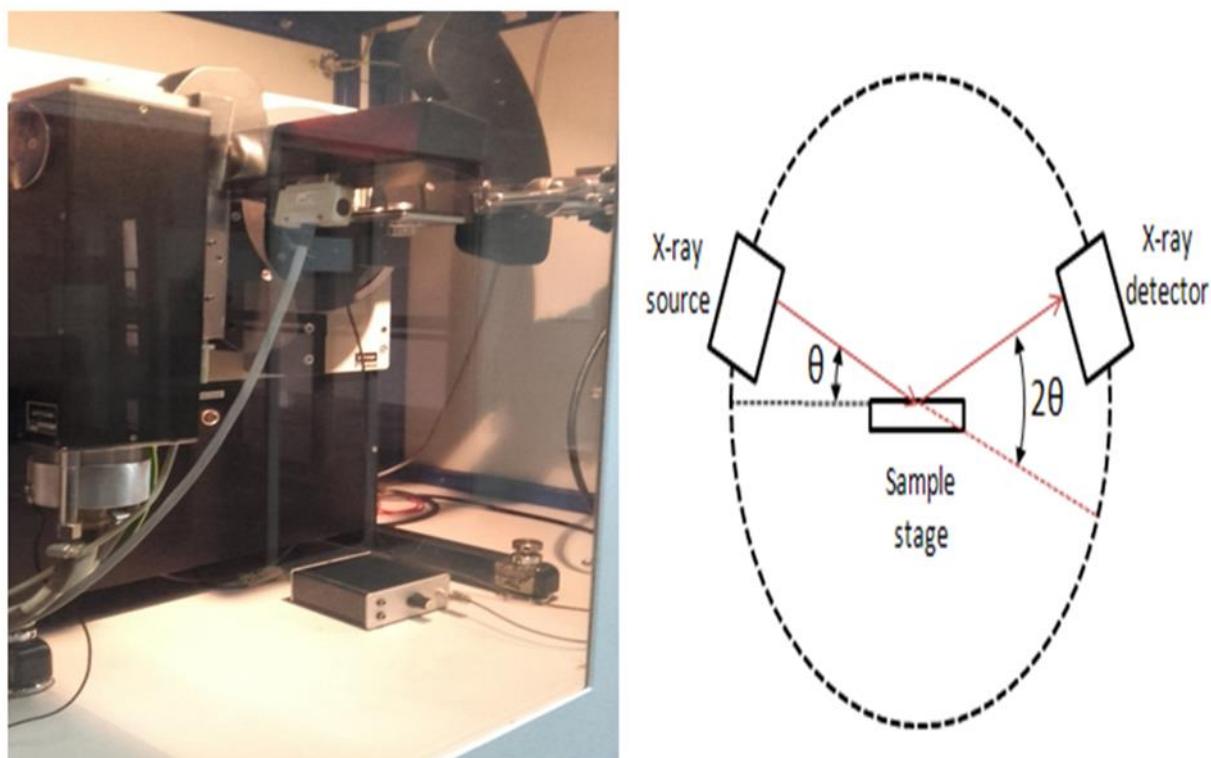 X-ray
source
X-ray
detector
θ
2θ
Sample
stage